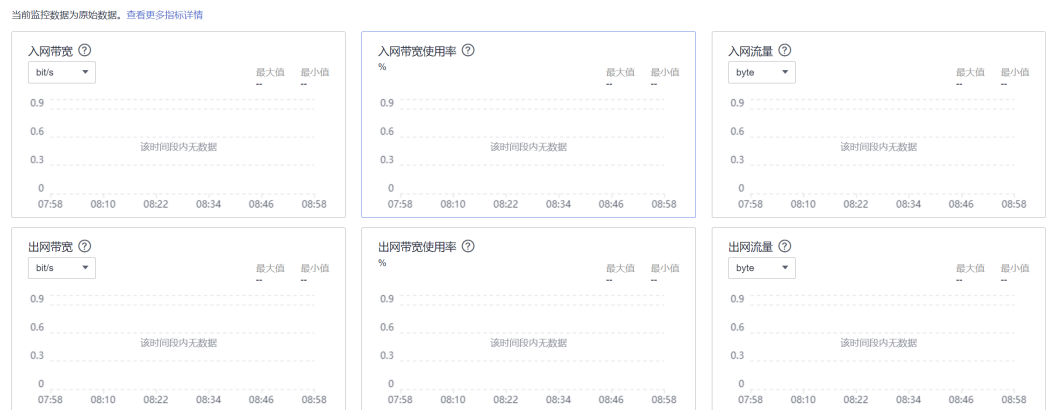 当前监控数据为原始数据。查看更多指标详情
入网带宽 ?
bit/s
最大值 最小值
-- --
0.9
0.6
该时间段内无数据
0.3
0
07:58 08:10 08:22 08:34 08:46 08:58
入网带宽使用率 ?
%
最大值 最小值
-- --
0.9
0.6
该时间段内无数据
0.3
0
07:58 08:10 08:22 08:34 08:46 08:58
入网流量 ?
byte
最大值 最小值
-- --
0.9
0.6
该时间段内无数据
0.3
0
07:58 08:10 08:22 08:34 08:46 08:58
出网带宽 ?
bit/s
最大值 最小值
-- --
0.9
0.6
该时间段内无数据
0.3
0
07:58 08:10 08:22 08:34 08:46 08:58
出网带宽使用率 ?
%
最大值 最小值
-- --
0.9
0.6
该时间段内无数据
0.3
0
07:58 08:10 08:22 08:34 08:46 08:58
出网流量 ?
byte
最大值 最小值
-- --
0.9
0.6
该时间段内无数据
0.3
0
07:58 08:10 08:22 08:34 08:46 08:58